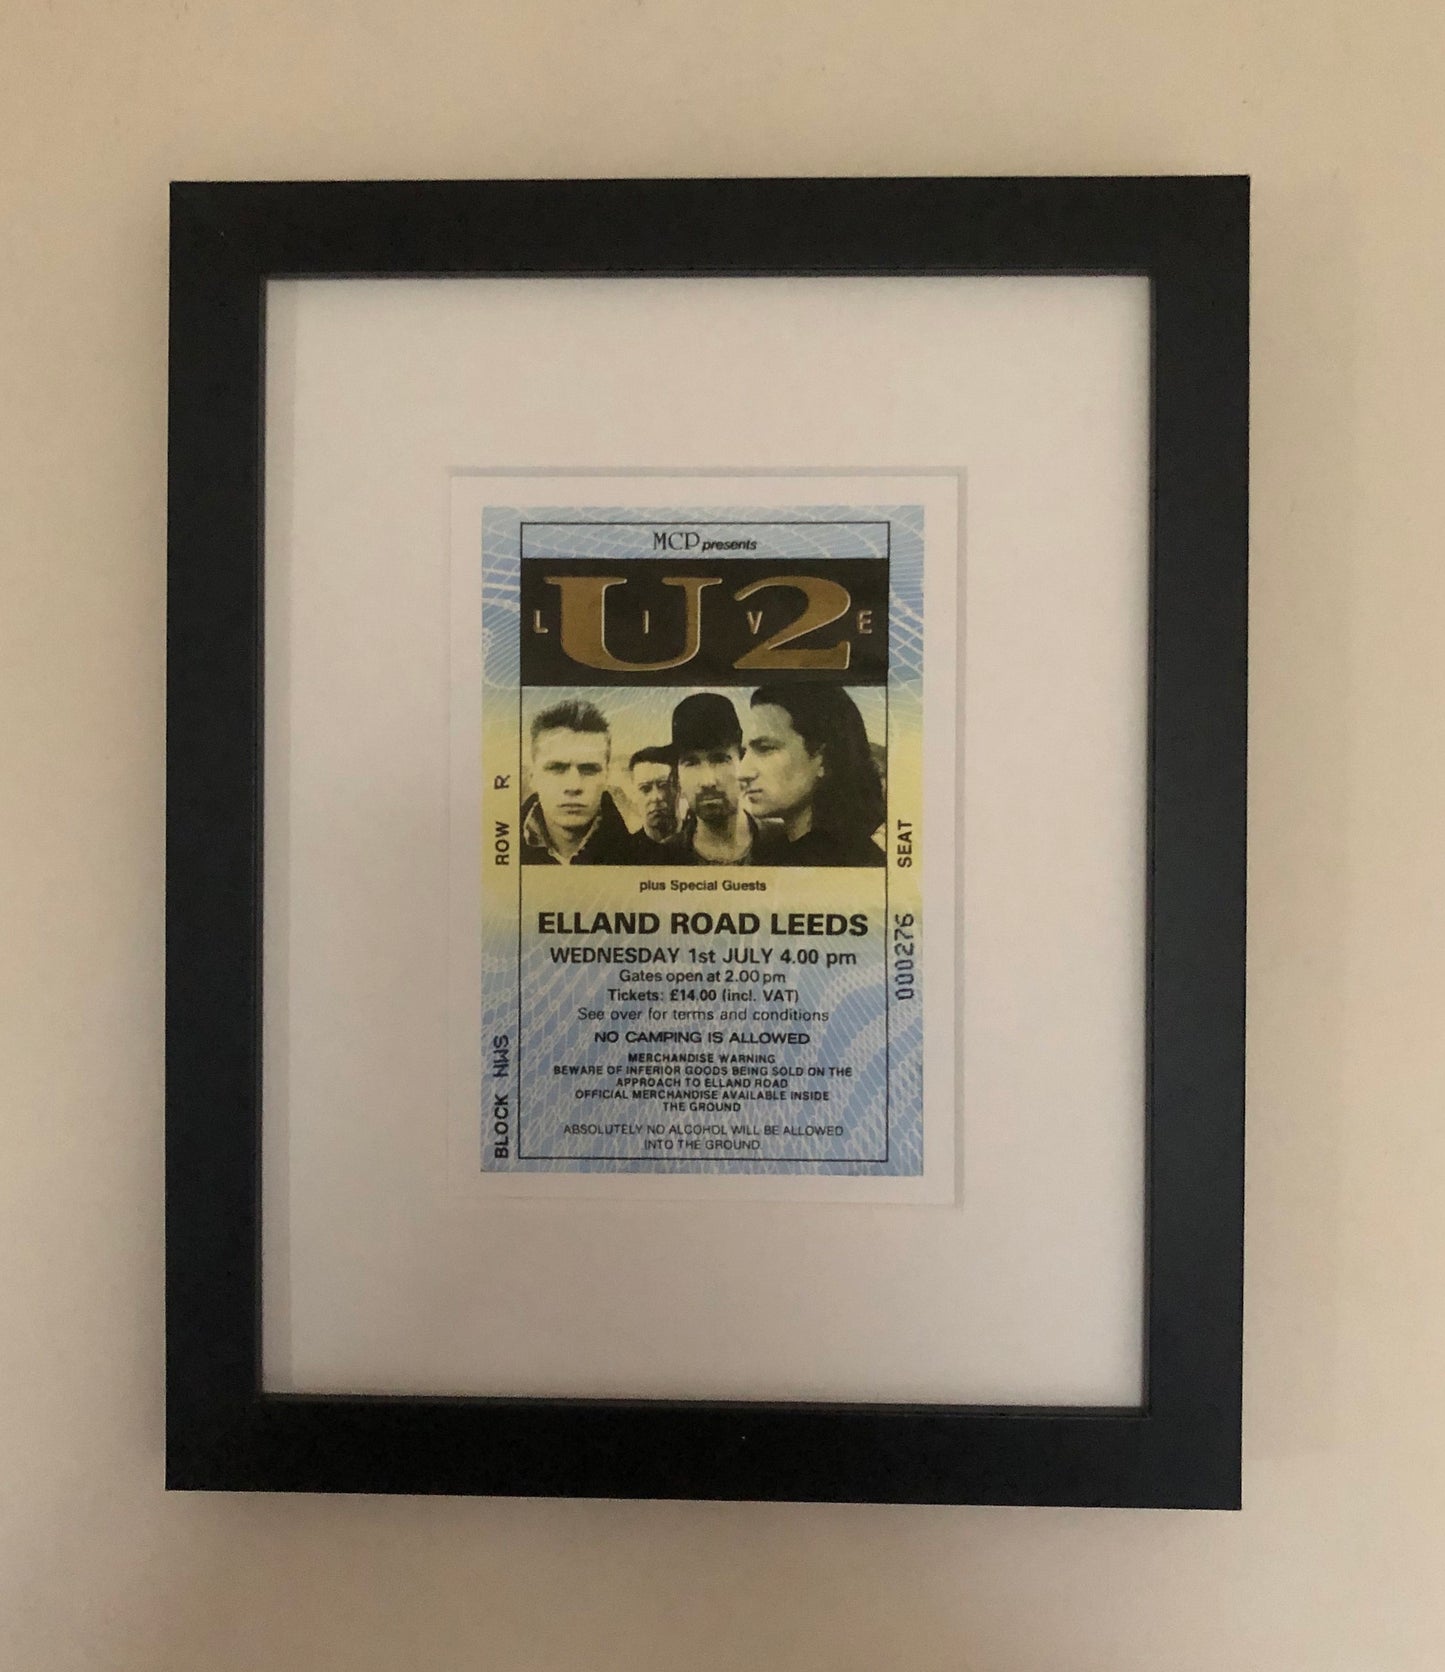 MCP presents
U2
LIVE
plus Special Guests
ELLAND ROAD LEEDS
WEDNESDAY 1st JULY 4.00 pm
Gates open at 2.00 pm
Tickets: £14.00 (incl. VAT)
See over for terms and conditions
NO CAMPING IS ALLOWED
MERCHANDISE WARNING
BEWARE OF INFERIOR GOODS BEING SOLD ON THE
APPROACH TO ELLAND ROAD
OFFICIAL MERCHANDISE AVAILABLE INSIDE
THE GROUND
ABSOLUTELY NO ALCOHOL WILL BE ALLOWED
INTO THE GROUND
BLOCK NWS ROW R
000276 SEAT